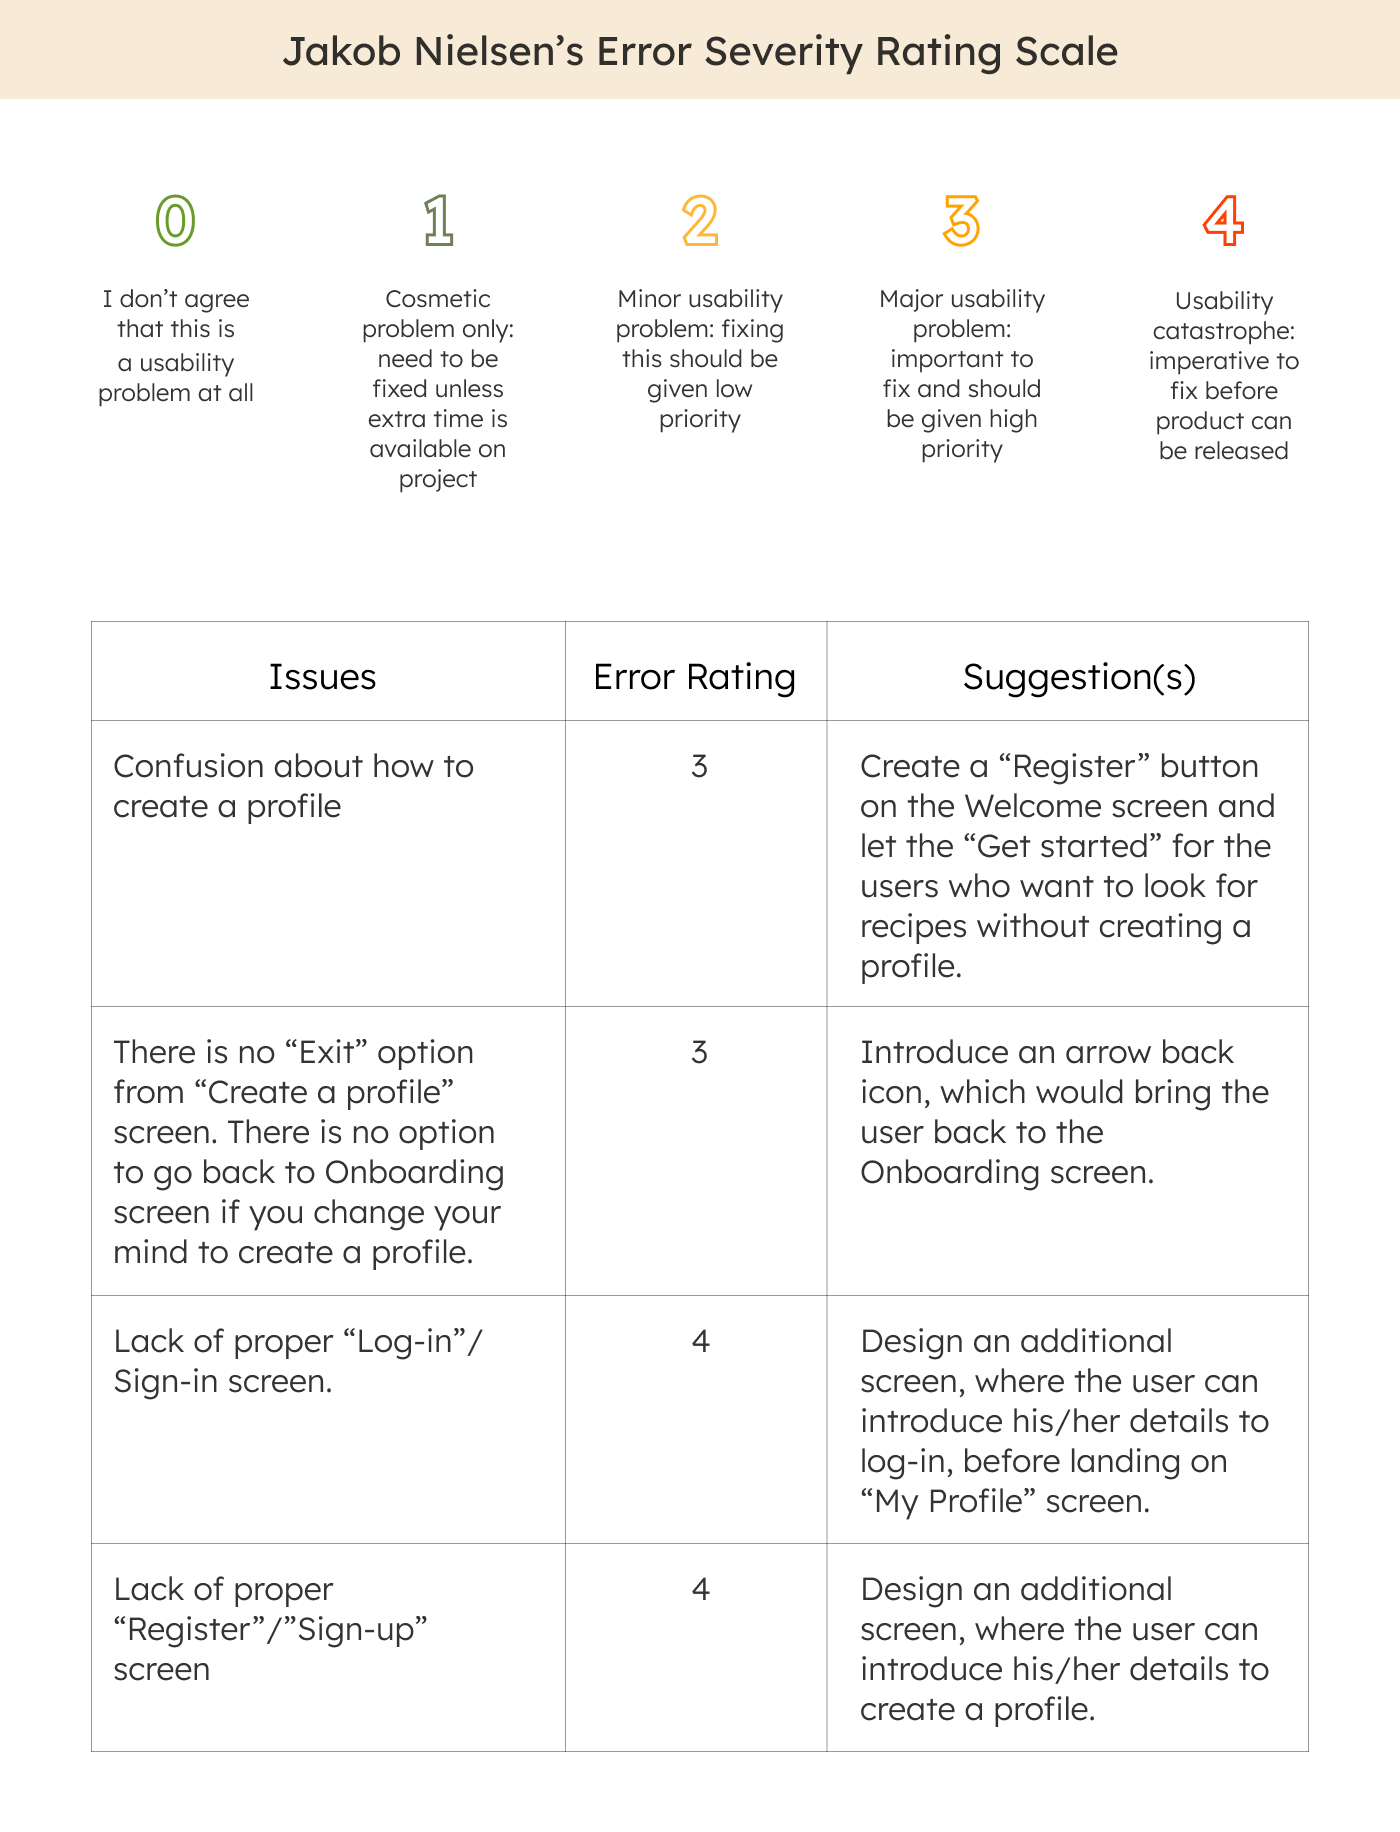 Jakob Nielsen’s Error Severity Rating Scale
0
I don’t agree
that this is
a usability
problem at all
1
Cosmetic
problem only:
need to be
fixed unless
extra time is
available on
project
2
Minor usability
problem: fixing
this should be
given low
priority
3
Major usability
problem:
important to
fix and should
be given high
priority
4
Usability
catastrophe:
imperative to
fix before
product can
be released
Issues
Error Rating
Suggestion(s)
Confusion about how to
create a profile
3
Create a “Register” button
on the Welcome screen and
let the “Get started” for the
users who want to look for
recipes without creating a
profile.
There is no “Exit” option
from “Create a profile”
screen. There is no option
to go back to Onboarding
screen if you change your
mind to create a profile.
3
Introduce an arrow back
icon, which would bring the
user back to the
Onboarding screen.
Lack of proper “Log-in”/
Sign-in screen.
4
Design an additional
screen, where the user can
introduce his/her details to
log-in, before landing on
“My Profile” screen.
Lack of proper
“Register”/”Sign-up”
screen
4
Design an additional
screen, where the user can
introduce his/her details to
create a profile.